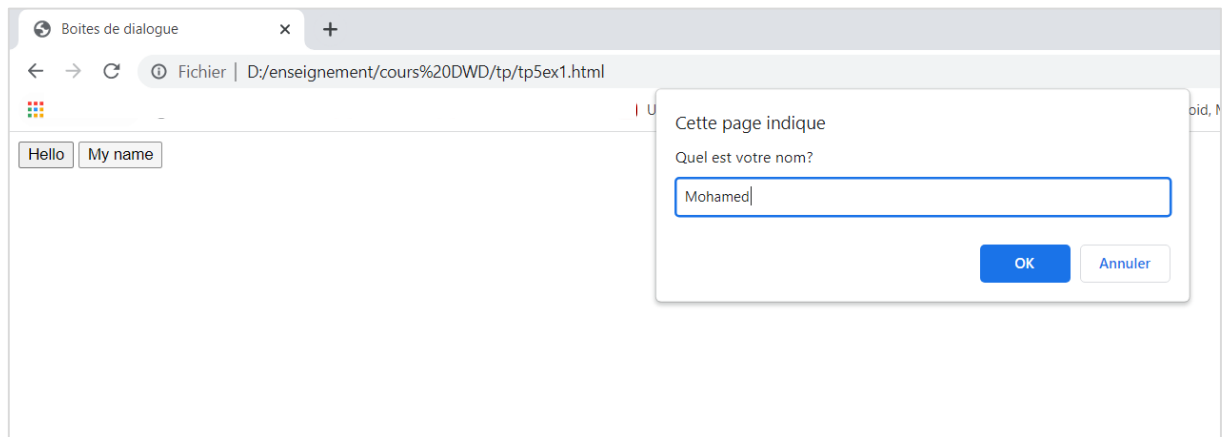 Boites de dialogue
Fichier | D:/enseignement/cours%20DWD/tp/tp5ex1.html
Cette page indique
Quel est votre nom?
Mohamed
OK Annuler
Hello My name